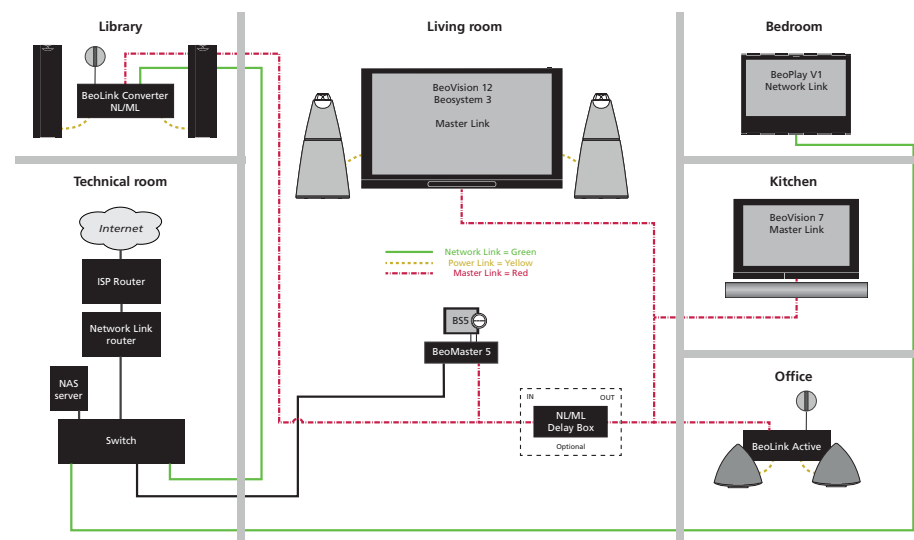 Library
Living room
Bedroom
BeoLink Converter
NL/ML
BeoVision 12
Beosystem 3
Master Link
BeoPlay V1
Network Link
Technical room
Kitchen
Internet
BeoVision 7
Master Link
Network Link = Green
Power Link = Yellow
Master Link = Red
ISP Router
Network Link
router
BS5
BeoMaster 5
NAS
server
Switch
IN
OUT
NL/ML
Delay Box
Optional
Office
BeoLink Active